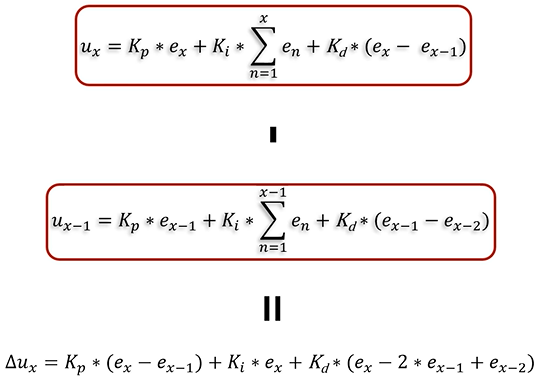 $u_x = K_p * e_x + K_i * \sum_{n=1}^{x} e_n + K_d * (e_x - e_{x-1})$
-
$u_{x-1} = K_p * e_{x-1} + K_i * \sum_{n=1}^{x-1} e_n + K_d * (e_{x-1} - e_{x-2})$
=
$\Delta u_x = K_p * (e_x - e_{x-1}) + K_i * e_x + K_d * (e_x - 2 * e_{x-1} + e_{x-2})$